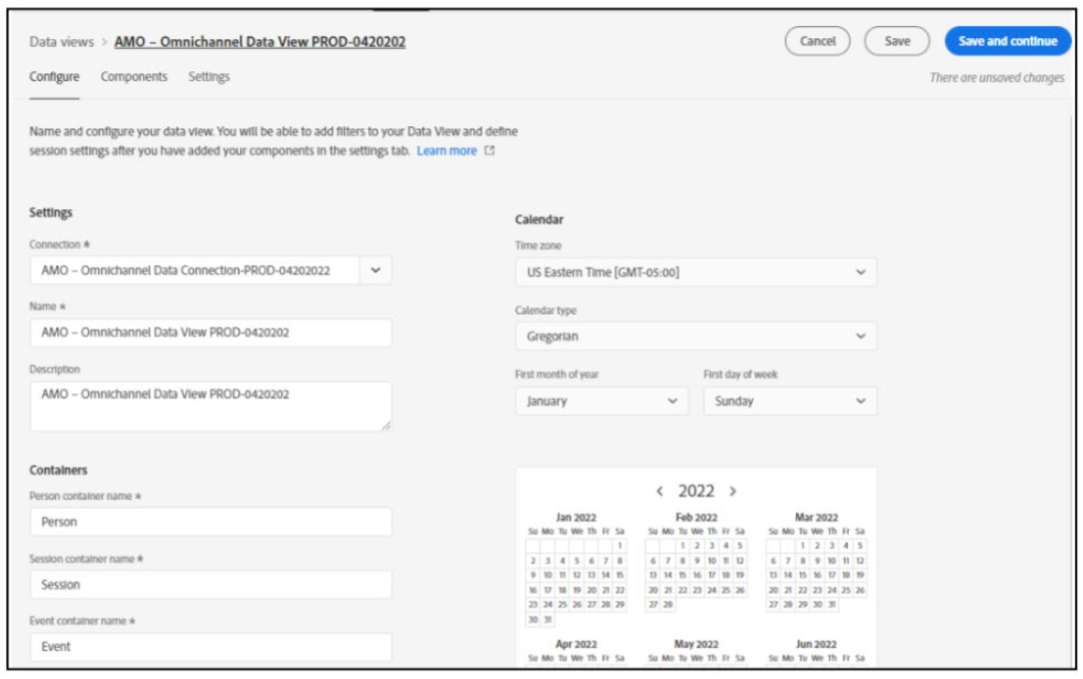 Data views > AMO – Omnichannel Data View PROD-0420202
Cancel Save Save and continue
Configure Components Settings
There are unsaved changes
Name and configure your data view. You will be able to add filters to your Data View and define
session settings after you have added your components in the settings tab. Learn more
Settings
Connection *
AMO – Omnichannel Data Connection-PROD-04202022
Name *
AMO – Omnichannel Data View PROD-0420202
Description
AMO – Omnichannel Data View PROD-0420202
Containers
Person container name *
Person
Session container name *
Session
Event container name *
Event
Calendar
Time zone
US Eastern Time [GMT-05:00]
Calendar type
Gregorian
First month of year First day of week
January Sunday
< 2022 >
Jan 2022 Feb 2022 Mar 2022
Su Mo Tu We Th Fr Sa Su Mo Tu We Th Fr Sa Su Mo Tu We Th Fr Sa
1 1 2 3 4 5 1 2 3 4 5
2 3 4 5 6 7 8 6 7 8 9 10 11 12 6 7 8 9 10 11 12
9 10 11 12 13 14 15 13 14 15 16 17 18 19 13 14 15 16 17 18 19
16 17 18 19 20 21 22 20 21 22 23 24 25 26 20 21 22 23 24 25 26
23 24 25 26 27 28 29 27 28 27 28 29 30 31
30 31
Apr 2022 May 2022 Jun 2022
Su Mo Tu We Th Fr Sa Su Mo Tu We Th Fr Sa Su Mo Tu We Th Fr Sa